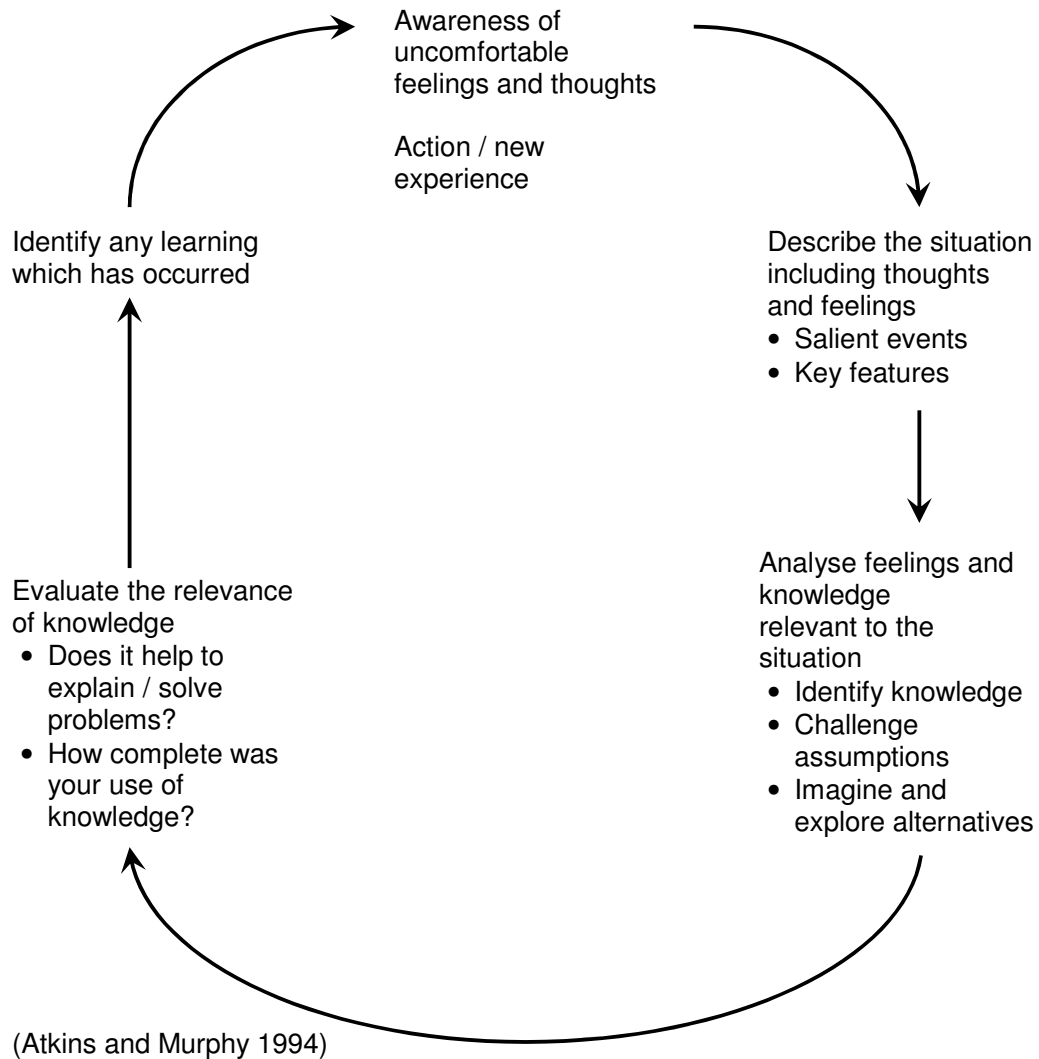 Awareness of
uncomfortable
feelings and thoughts
Action / new
experience
Describe the situation
including thoughts
and feelings
• Salient events
• Key features
Analyse feelings and
knowledge
relevant to the
situation
• Identify knowledge
• Challenge
assumptions
• Imagine and
explore alternatives
Evaluate the relevance
of knowledge
• Does it help to
explain / solve
problems?
• How complete was
your use of
knowledge?
Identify any learning
which has occurred
(Atkins and Murphy 1994)